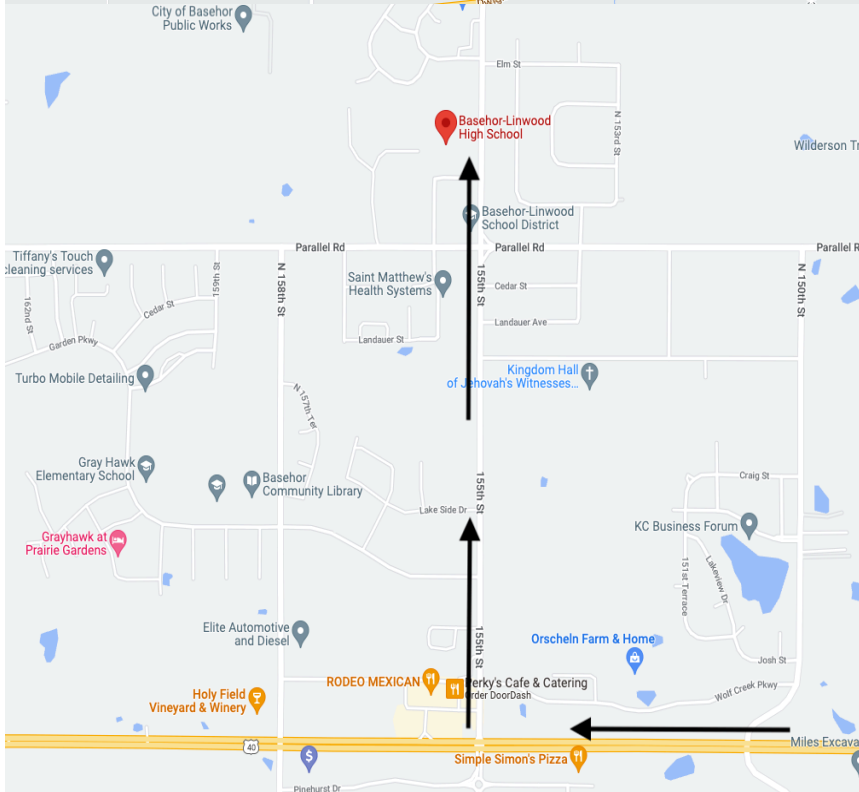 City of Basehor
Public Works
Elm St
N 153rd St
Basehor-Linwood
High School
Wilderson Tr
Basehor-Linwood
School District
Parallel Rd
Parallel Rd
Parallel R
Tiffany's Touch
cleaning services
159th St
N 158th St
155th St
N 150th St
Saint Matthew's
Health Systems
Cedar St
162nd St
Cedar St
Landauer Ave
Garden Pkwy
Landauer St
Kingdom Hall
of Jehovah's Witnesses...
Turbo Mobile Detailing
N 157th Ter
Gray Hawk
Elementary School
Basehor
Community Library
155th St
Craig St
Lake Side Dr
KC Business Forum
Grayhawk at
Prairie Gardens
151st Terrace
Lakeview Dr
Elite Automotive
and Diesel
155th St
Orscheln Farm & Home
Josh St
RODEO MEXICAN
Perky's Cafe & Catering
Order DoorDash
Wolf Creek Pkwy
Holy Field
Vineyard & Winery
40
Miles Excava
Simple Simon's Pizza
$
Pinehurst Dr